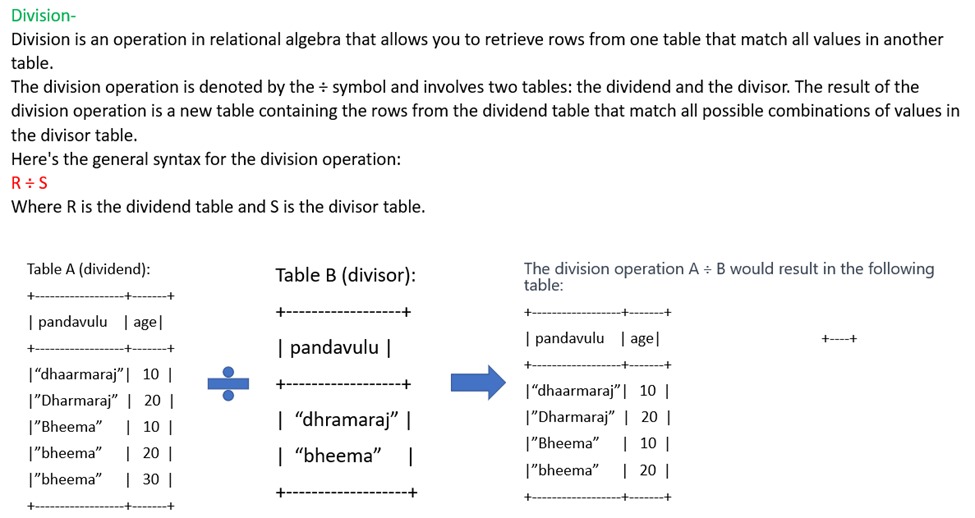 Division-
Division is an operation in relational algebra that allows you to retrieve rows from one table that match all values in another
table.
The division operation is denoted by the ÷ symbol and involves two tables: the dividend and the divisor. The result of the
division operation is a new table containing the rows from the dividend table that match all possible combinations of values in
the divisor table.
Here's the general syntax for the division operation:
R ÷ S
Where R is the dividend table and S is the divisor table.
Table A (dividend):
+------------------+-------+
| pandavulu | age|
+------------------+-------+
|“dhaarmaraj”| 10 |
|”Dharmaraj” | 20 |
|”Bheema” | 10 |
|”bheema” | 20 |
|”bheema” | 30 |
+------------------+-------+
÷
Table B (divisor):
+------------------+
| pandavulu |
+------------------+
| “dhramaraj” |
| “bheema” |
+------------------+
The division operation A ÷ B would result in the following
table:
+------------------+-------+
| pandavulu | age|
+------------------+-------+
|“dhaarmaraj”| 10 |
|”Dharmaraj” | 20 |
|”Bheema” | 10 |
|”bheema” | 20 |
+------------------+-------+
+----+